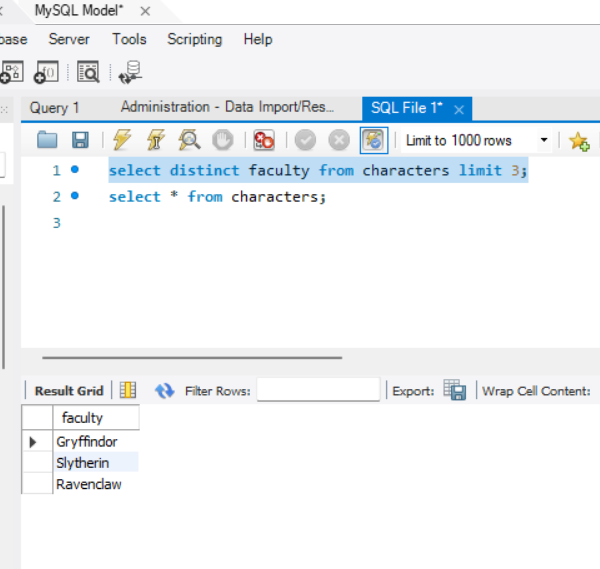 MySQL Model* ×
base Server Tools Scripting Help
Query 1 Administration - Data Import/Res... SQL File 1* ×
Limit to 1000 rows
1 select distinct faculty from characters limit 3;
2 select * from characters;
3
Result Grid Filter Rows: Export: Wrap Cell Content:
faculty
Gryffindor
Slytherin
Ravenclaw